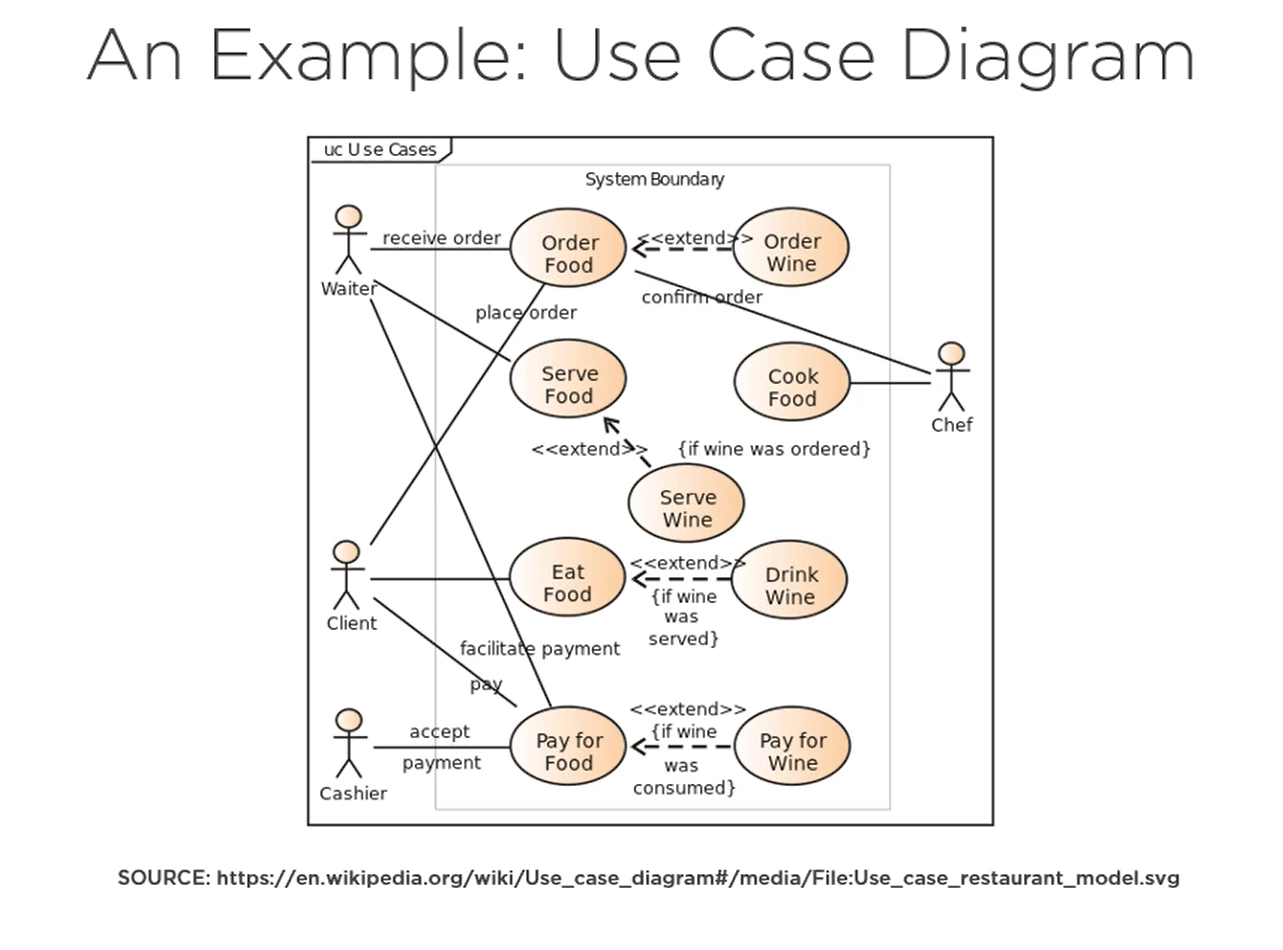 An Example: Use Case Diagram
uc Use Cases
System Boundary
receive order
Order
Food
<<extend>>
Order
Wine
Waiter
confirm order
place order
Serve
Food
Cook
Food
Chef
<<extend>>
{if wine was ordered}
Serve
Wine
Eat
Food
<<extend>>
{if wine
was
served}
Drink
Wine
Client
facilitate payment
pay
accept
payment
Cashier
Pay for
Food
<<extend>>
{if wine
was
consumed}
Pay for
Wine
SOURCE: https://en.wikipedia.org/wiki/Use_case_diagram#/media/File:Use_case_restaurant_model.svg